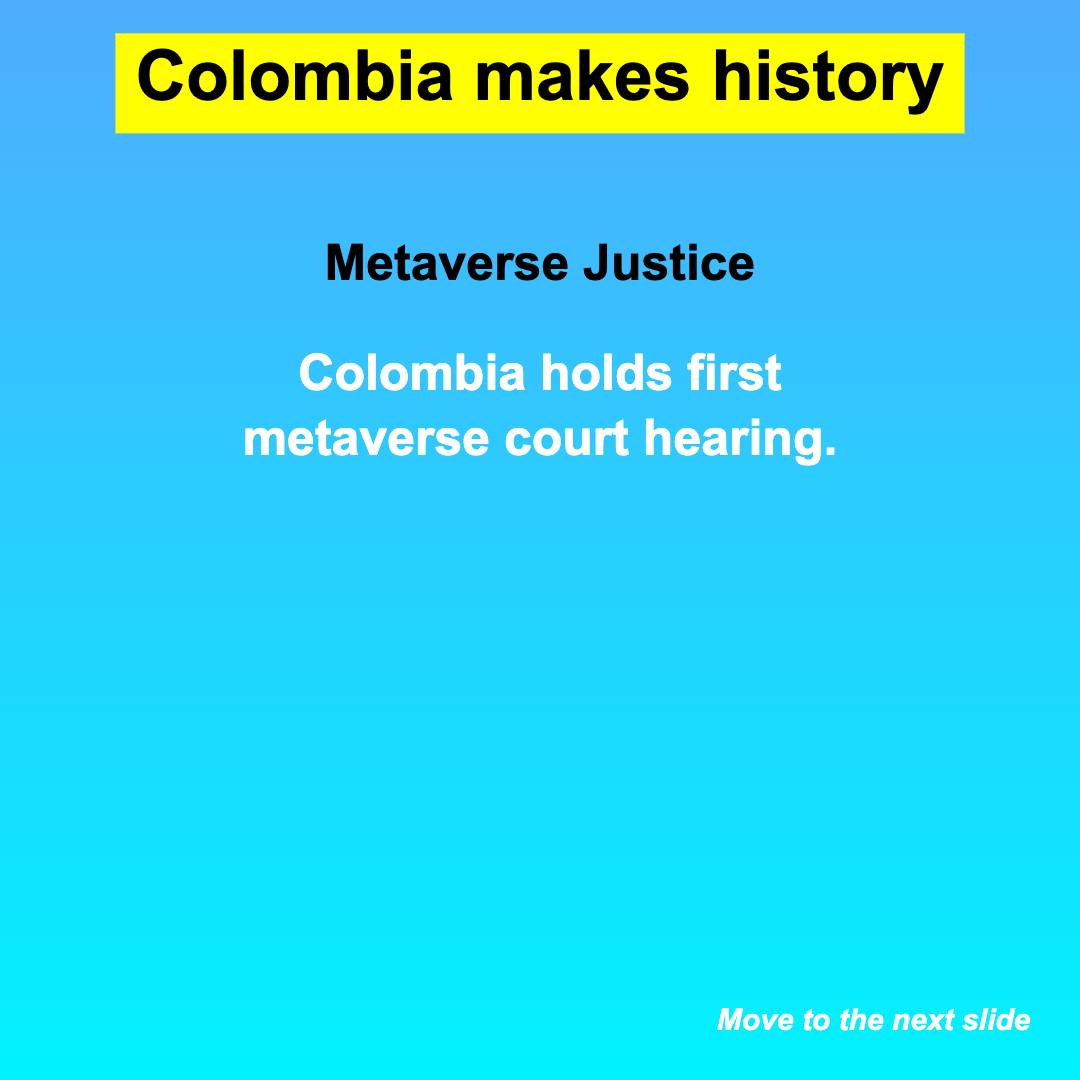 Colombia makes history
Metaverse Justice
Colombia holds first
metaverse court hearing.
Move to the next slide